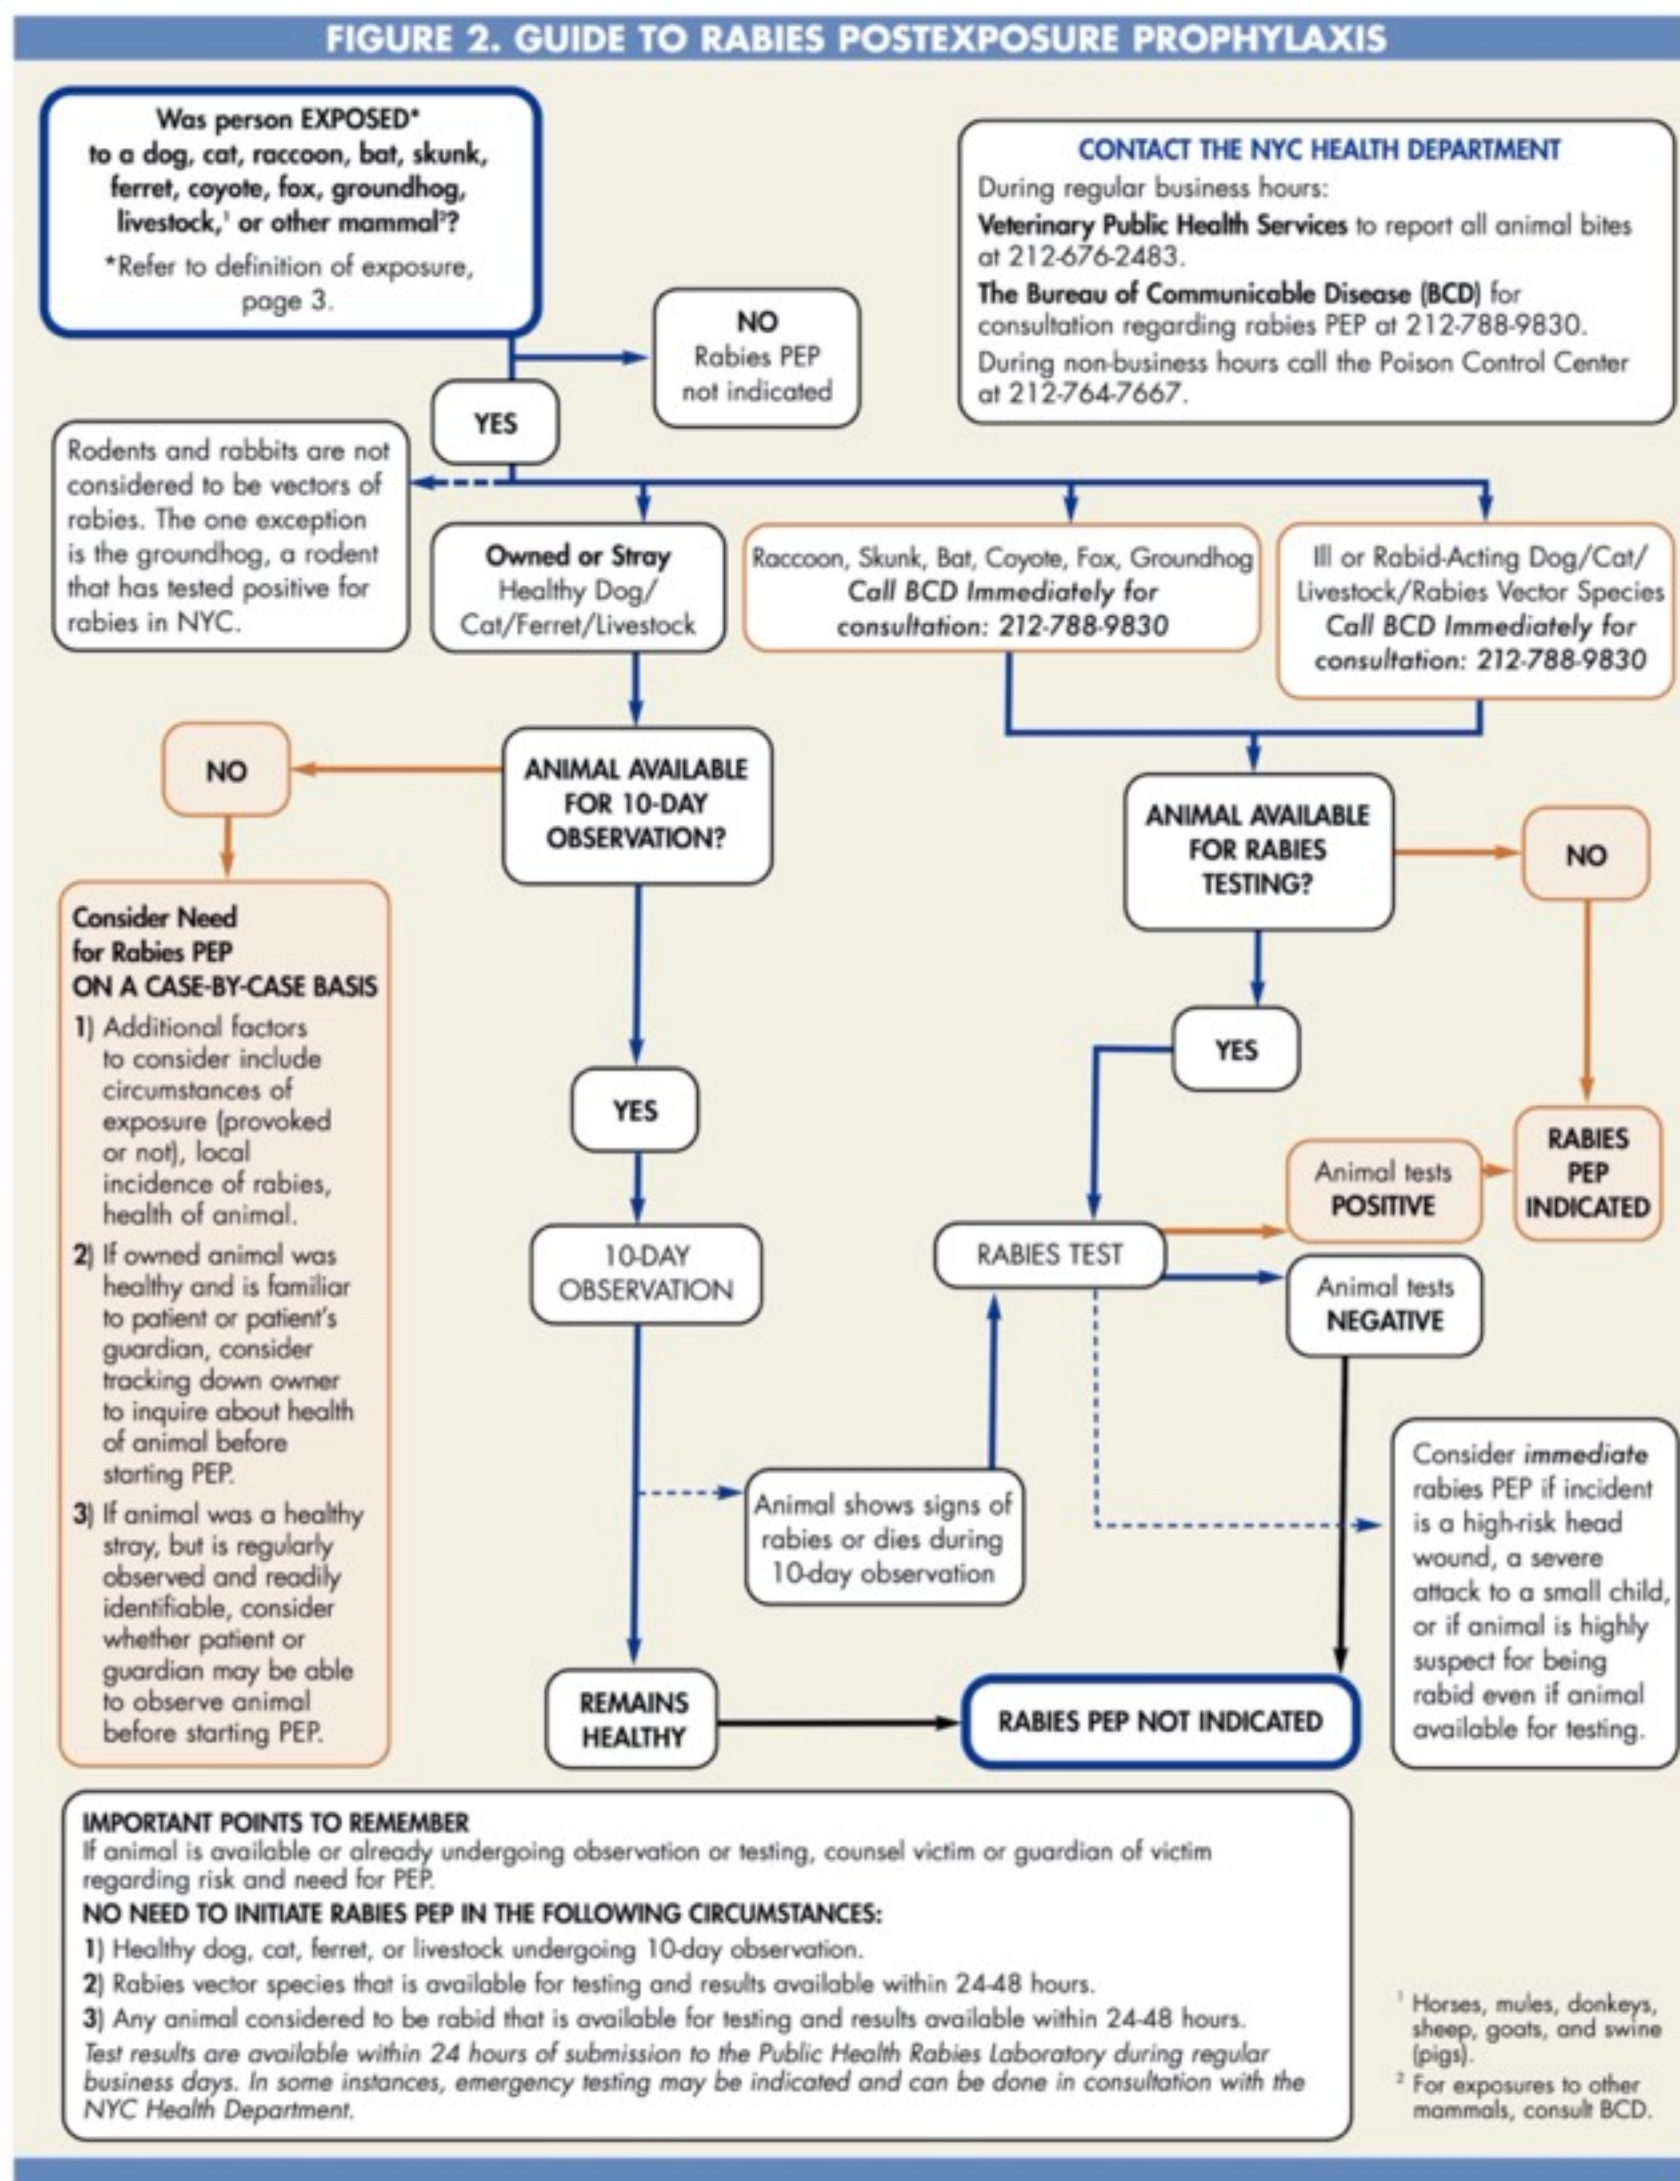 FIGURE 2. GUIDE TO RABIES POSTEXPOSURE PROPHYLAXIS
Was person EXPOSED*
to a dog, cat, raccoon, bat, skunk,
ferret, coyote, fox, groundhog,
livestock,¹ or other mammal²?
*Refer to definition of exposure,
page 3.
CONTACT THE NYC HEALTH DEPARTMENT
During regular business hours:
Veterinary Public Health Services to report all animal bites
at 212-676-2483.
The Bureau of Communicable Disease (BCD) for
consultation regarding rabies PEP at 212-788-9830.
During non-business hours call the Poison Control Center
at 212-764-7667.
NO
Rabies PEP
not indicated
YES
Rodents and rabbits are not
considered to be vectors of
rabies. The one exception
is the groundhog, a rodent
that has tested positive for
rabies in NYC.
Owned or Stray
Healthy Dog/
Cat/Ferret/Livestock
Raccoon, Skunk, Bat, Coyote, Fox, Groundhog
Call BCD Immediately for
consultation: 212-788-9830
Ill or Rabid-Acting Dog/Cat/
Livestock/Rabies Vector Species
Call BCD Immediately for
consultation: 212-788-9830
NO
ANIMAL AVAILABLE
FOR 10-DAY
OBSERVATION?
ANIMAL AVAILABLE
FOR RABIES
TESTING?
NO
Consider Need
for Rabies PEP
ON A CASE-BY-CASE BASIS
1) Additional factors
to consider include
circumstances of
exposure (provoked
or not), local
incidence of rabies,
health of animal.
2) If owned animal was
healthy and is familiar
to patient or patient's
guardian, consider
tracking down owner
to inquire about health
of animal before
starting PEP.
3) If animal was a healthy
stray, but is regularly
observed and readily
identifiable, consider
whether patient or
guardian may be able
to observe animal
before starting PEP.
YES
YES
10-DAY
OBSERVATION
RABIES TEST
Animal tests
POSITIVE
RABIES
PEP
INDICATED
Animal tests
NEGATIVE
Animal shows signs of
rabies or dies during
10-day observation
Consider immediate
rabies PEP if incident
is a high-risk head
wound, a severe
attack to a small child,
or if animal is highly
suspect for being
rabid even if animal
available for testing.
REMAINS
HEALTHY
RABIES PEP NOT INDICATED
IMPORTANT POINTS TO REMEMBER
If animal is available or already undergoing observation or testing, counsel victim or guardian of victim
regarding risk and need for PEP.
NO NEED TO INITIATE RABIES PEP IN THE FOLLOWING CIRCUMSTANCES:
1) Healthy dog, cat, ferret, or livestock undergoing 10-day observation.
2) Rabies vector species that is available for testing and results available within 24-48 hours.
3) Any animal considered to be rabid that is available for testing and results available within 24-48 hours.
Test results are available within 24 hours of submission to the Public Health Rabies Laboratory during regular
business days. In some instances, emergency testing may be indicated and can be done in consultation with the
NYC Health Department.
¹ Horses, mules, donkeys,
sheep, goats, and swine
(pigs).
² For exposures to other
mammals, consult BCD.